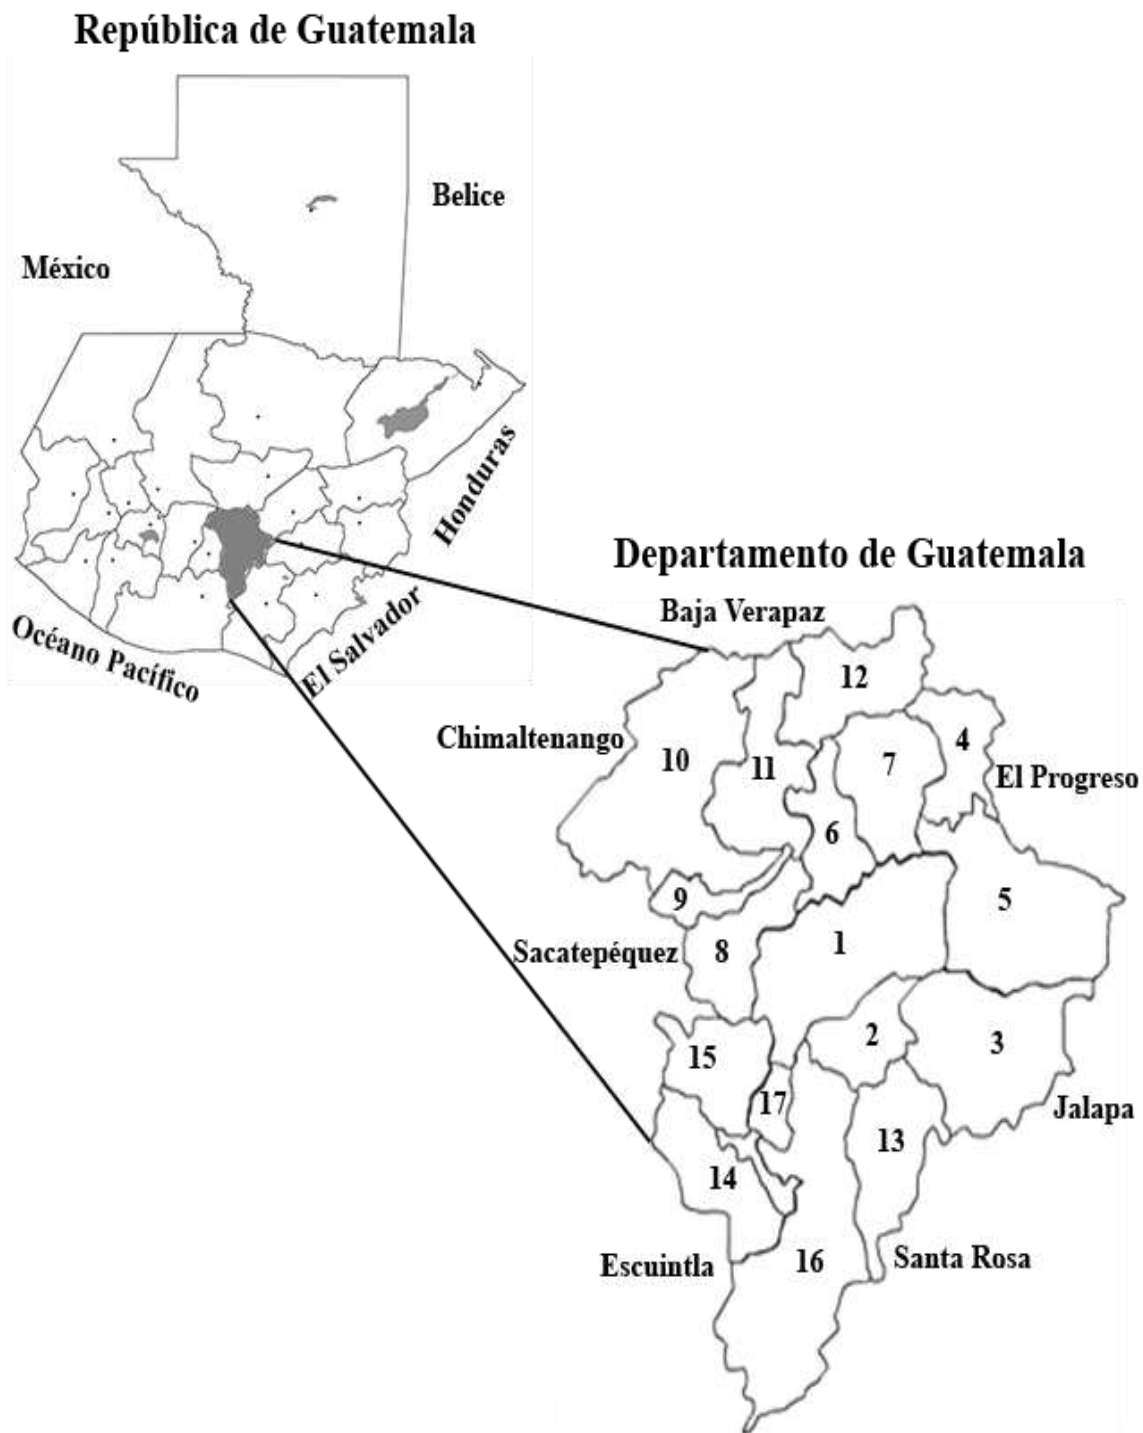 República de Guatemala
Belice
México
Honduras
El Salvador
Océano Pacífico
Departamento de Guatemala
Baja Verapaz
Chimaltenango
El Progreso
Sacatepéquez
Jalapa
Escuintla
Santa Rosa
12
4
7
10
11
6
9
5
8
1
2
15
3
17
13
14
16